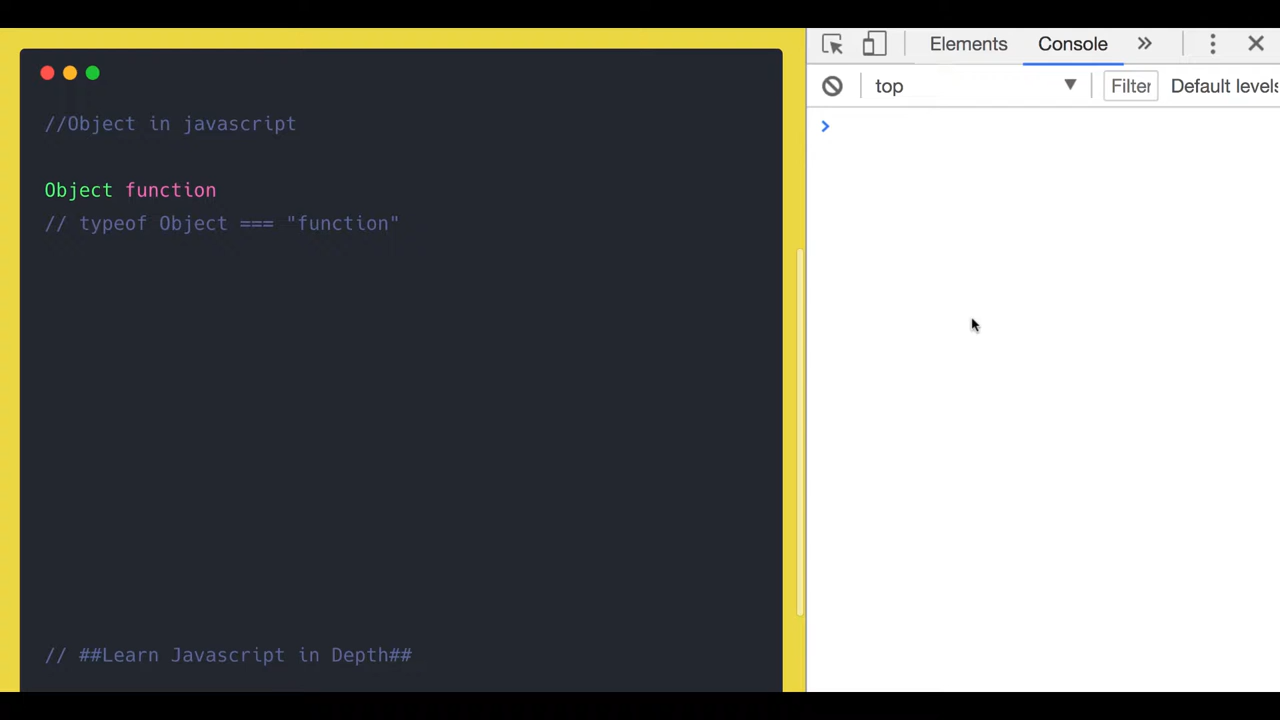 //Object in javascript
Object function
// typeof Object === "function"
// ##Learn Javascript in Depth##
Elements Console »
top ▼ Filter Default levels
>